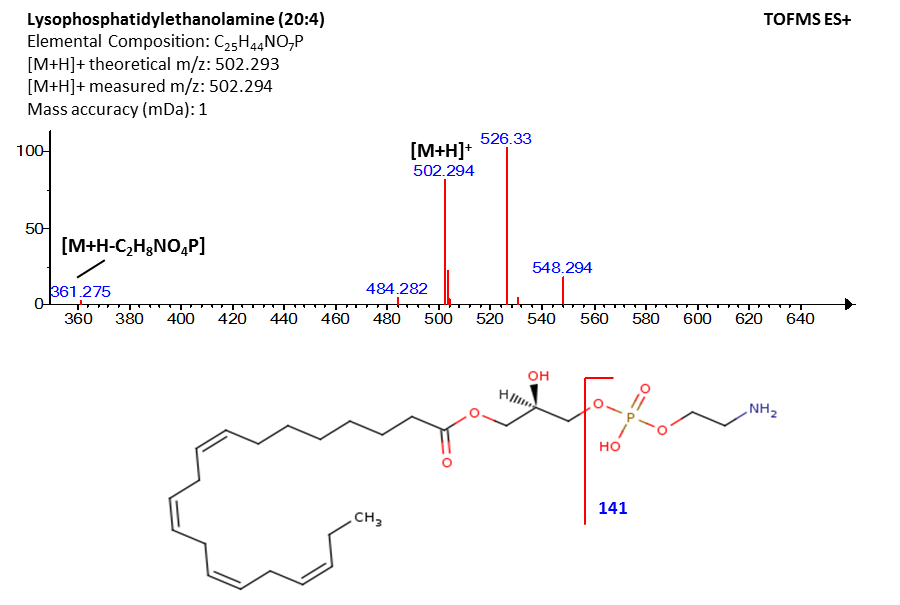 Lysophosphatidylethanolamine (20:4)
TOFMS ES+
Elemental Composition: C₂₅H₄₄NO₇P
[M+H]+ theoretical m/z: 502.293
[M+H]+ measured m/z: 502.294
Mass accuracy (mDa): 1
100
526.33
[M+H]⁺
502.294
50
[M+H-C₂H₈NO₄P]
548.294
361.275
484.282
0
360 380 400 420 440 460 480 500 520 540 560 580 600 620 640
OH
H
O
O
O
P
NH₂
O
HO
O
141
CH₃